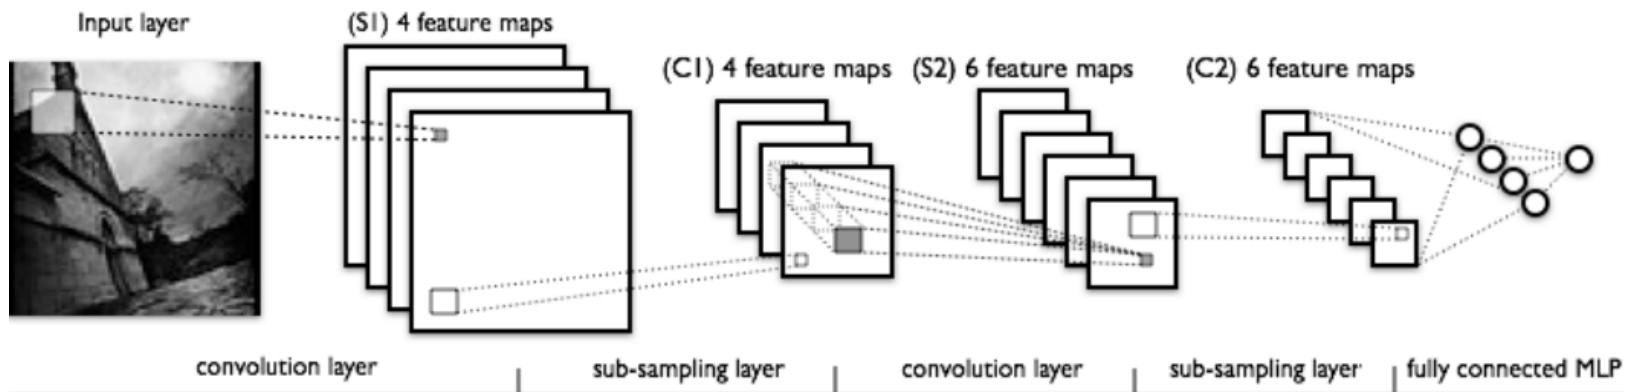 Input layer
(S1) 4 feature maps
(C1) 4 feature maps
(S2) 6 feature maps
(C2) 6 feature maps
convolution layer
sub-sampling layer
convolution layer
sub-sampling layer
fully connected MLP